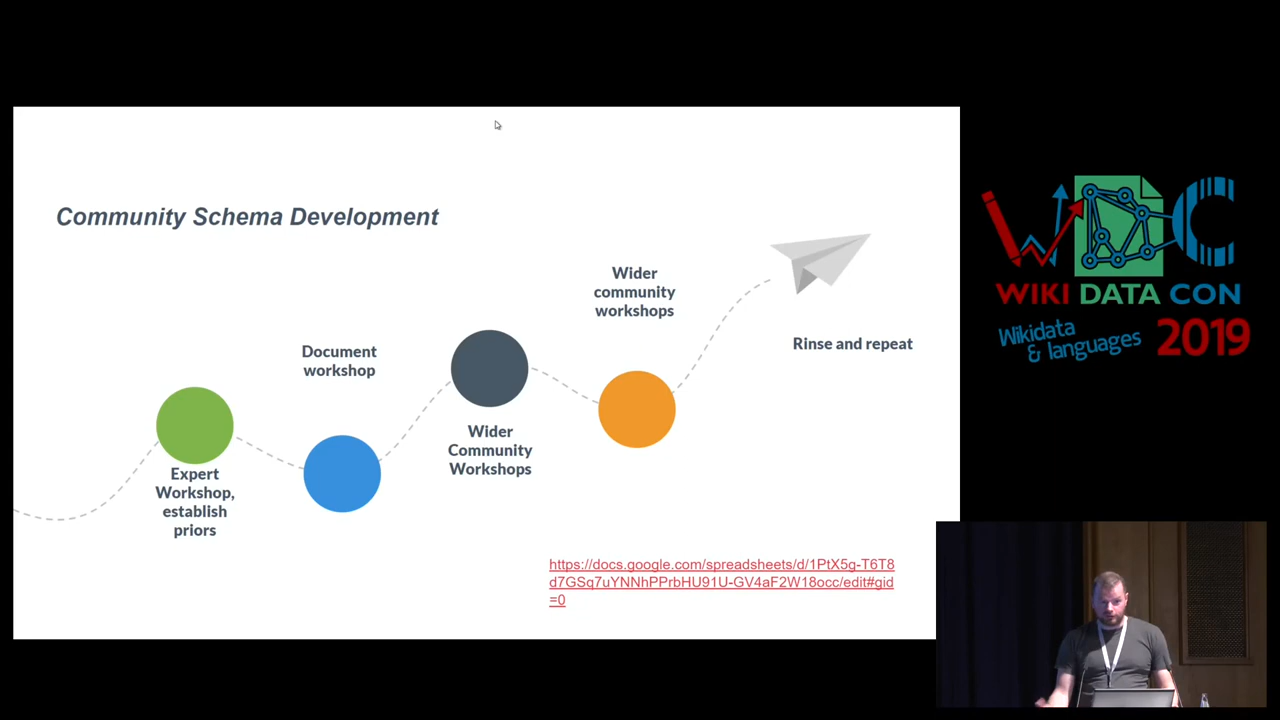 Community Schema Development
Expert
Workshop,
establish
priors
Document
workshop
Wider
Community
Workshops
Wider
community
workshops
Rinse and repeat
https://docs.google.com/spreadsheets/d/1PtX5g-T6T8
d7GSq7uYNNhPPrbHU91U-GV4aF2W18occ/edit#gid
=0
WDC
WIKI DATA CON
Wikidata
& languages
2019